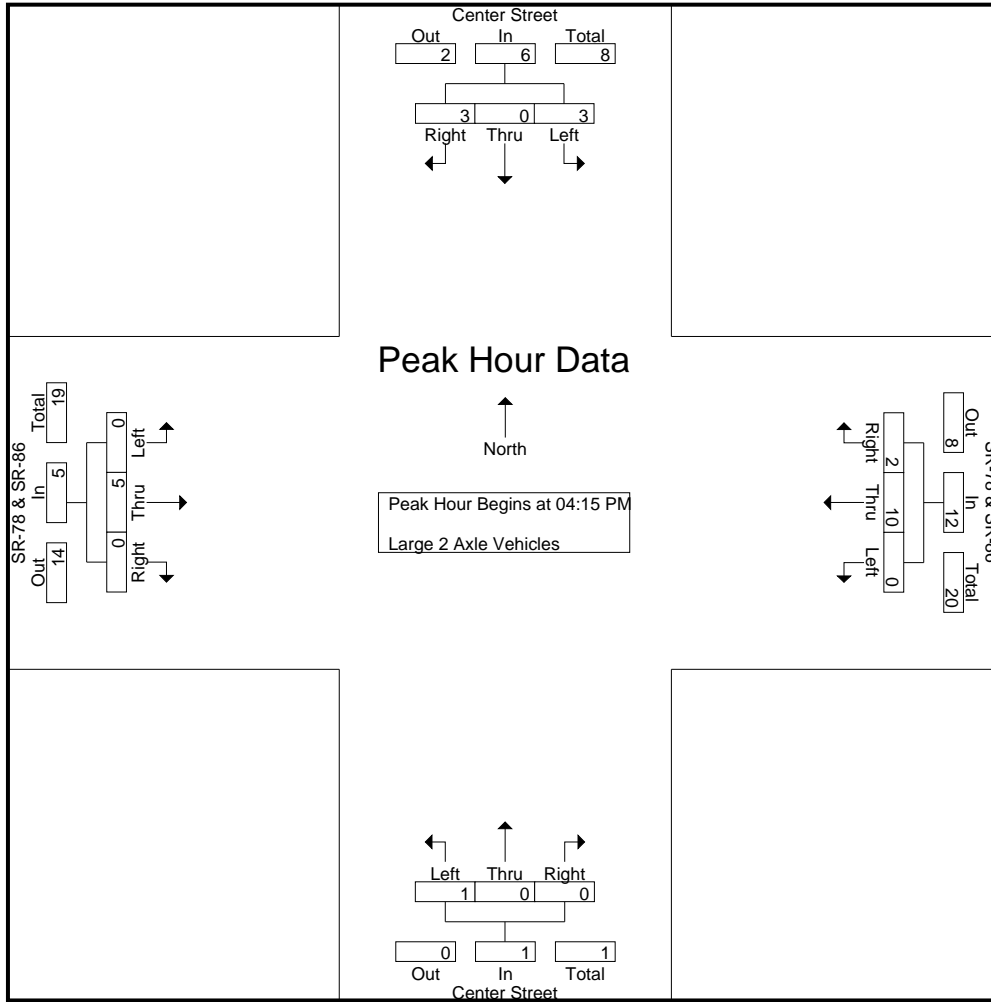 Center Street
Out In Total
2 6 8
3 0 3
Right Thru Left
Peak Hour Data
North
Peak Hour Begins at 04:15 PM
Large 2 Axle Vehicles
SR-78 & SR-86
Total In Out
19 5 14
0 5 0
Left Thru Right
Right Thru Left
2 10 0
Out In Total
8 12 20
SR-78 &
Left Thru Right
1 0 0
0 1 1
Out In Total
Center Street